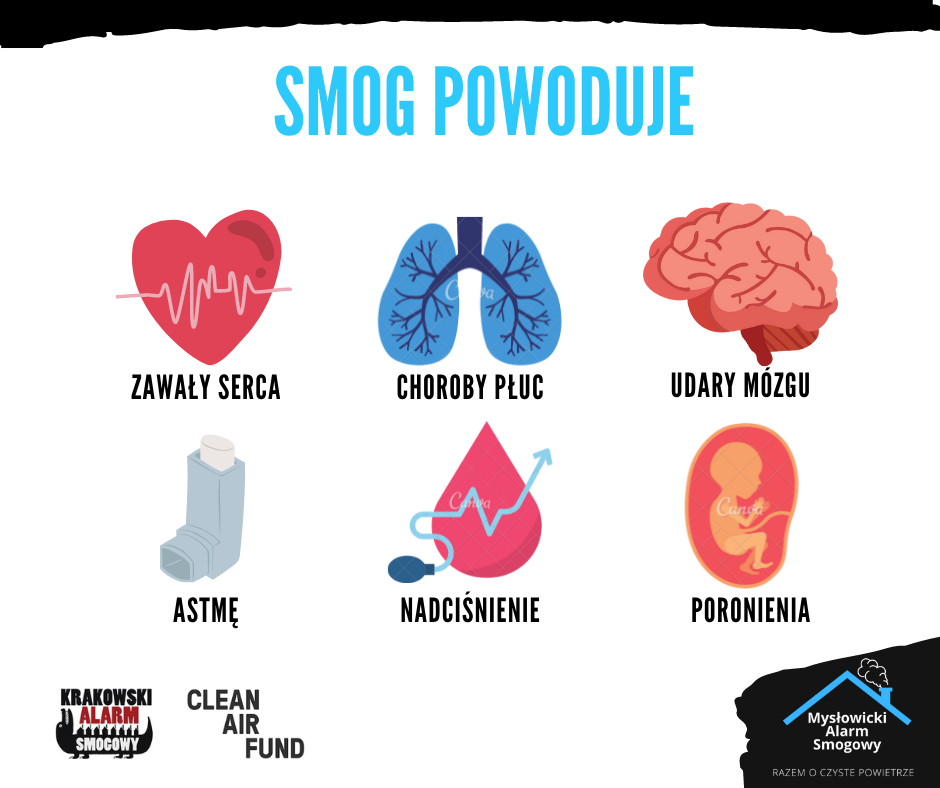 SMOG POWODUJE
ZAWAŁY SERCA
CHOROBY PŁUC
UDARY MÓZGU
Canva
Canva
ASTMĘ
NADCIŚNIENIE
PORONIENIA
KRAKOWSKI
ALARM
SMOGOWY
CLEAN
AIR
FUND
Mysłowicki
Alarm
Smogowy
RAZEM O CZYSTE POWIETRZE